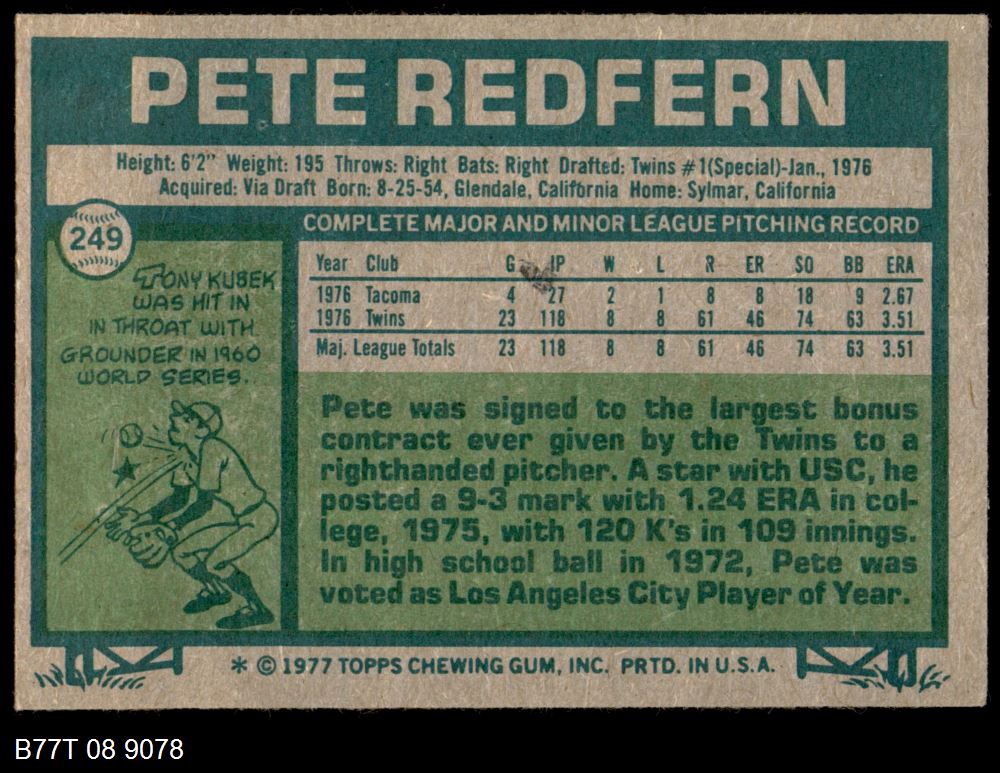 PETE REDFERN
Height: 6'2" Weight: 195 Throws: Right Bats: Right Drafted: Twins #1(Special)-Jan., 1976
Acquired: Via Draft Born: 8-25-54, Glendale, California Home: Sylmar, California
249
TONY KUBEK
WAS HIT IN
IN THROAT WITH
GROUNDER IN 1960
WORLD SERIES.
COMPLETE MAJOR AND MINOR LEAGUE PITCHING RECORD
Year Club G IP W L R ER SO BB ERA
1976 Tacoma 4 27 2 1 8 8 18 9 2.67
1976 Twins 23 118 8 8 61 46 74 63 3.51
Maj. League Totals 23 118 8 8 61 46 74 63 3.51
Pete was signed to the largest bonus
contract ever given by the Twins to a
righthanded pitcher. A star with USC, he
posted a 9-3 mark with 1.24 ERA in col-
lege, 1975, with 120 K's in 109 innings.
In high school ball in 1972, Pete was
voted as Los Angeles City Player of Year.
* © 1977 TOPPS CHEWING GUM, INC. PRTD. IN U.S.A.
B77T 08 9078